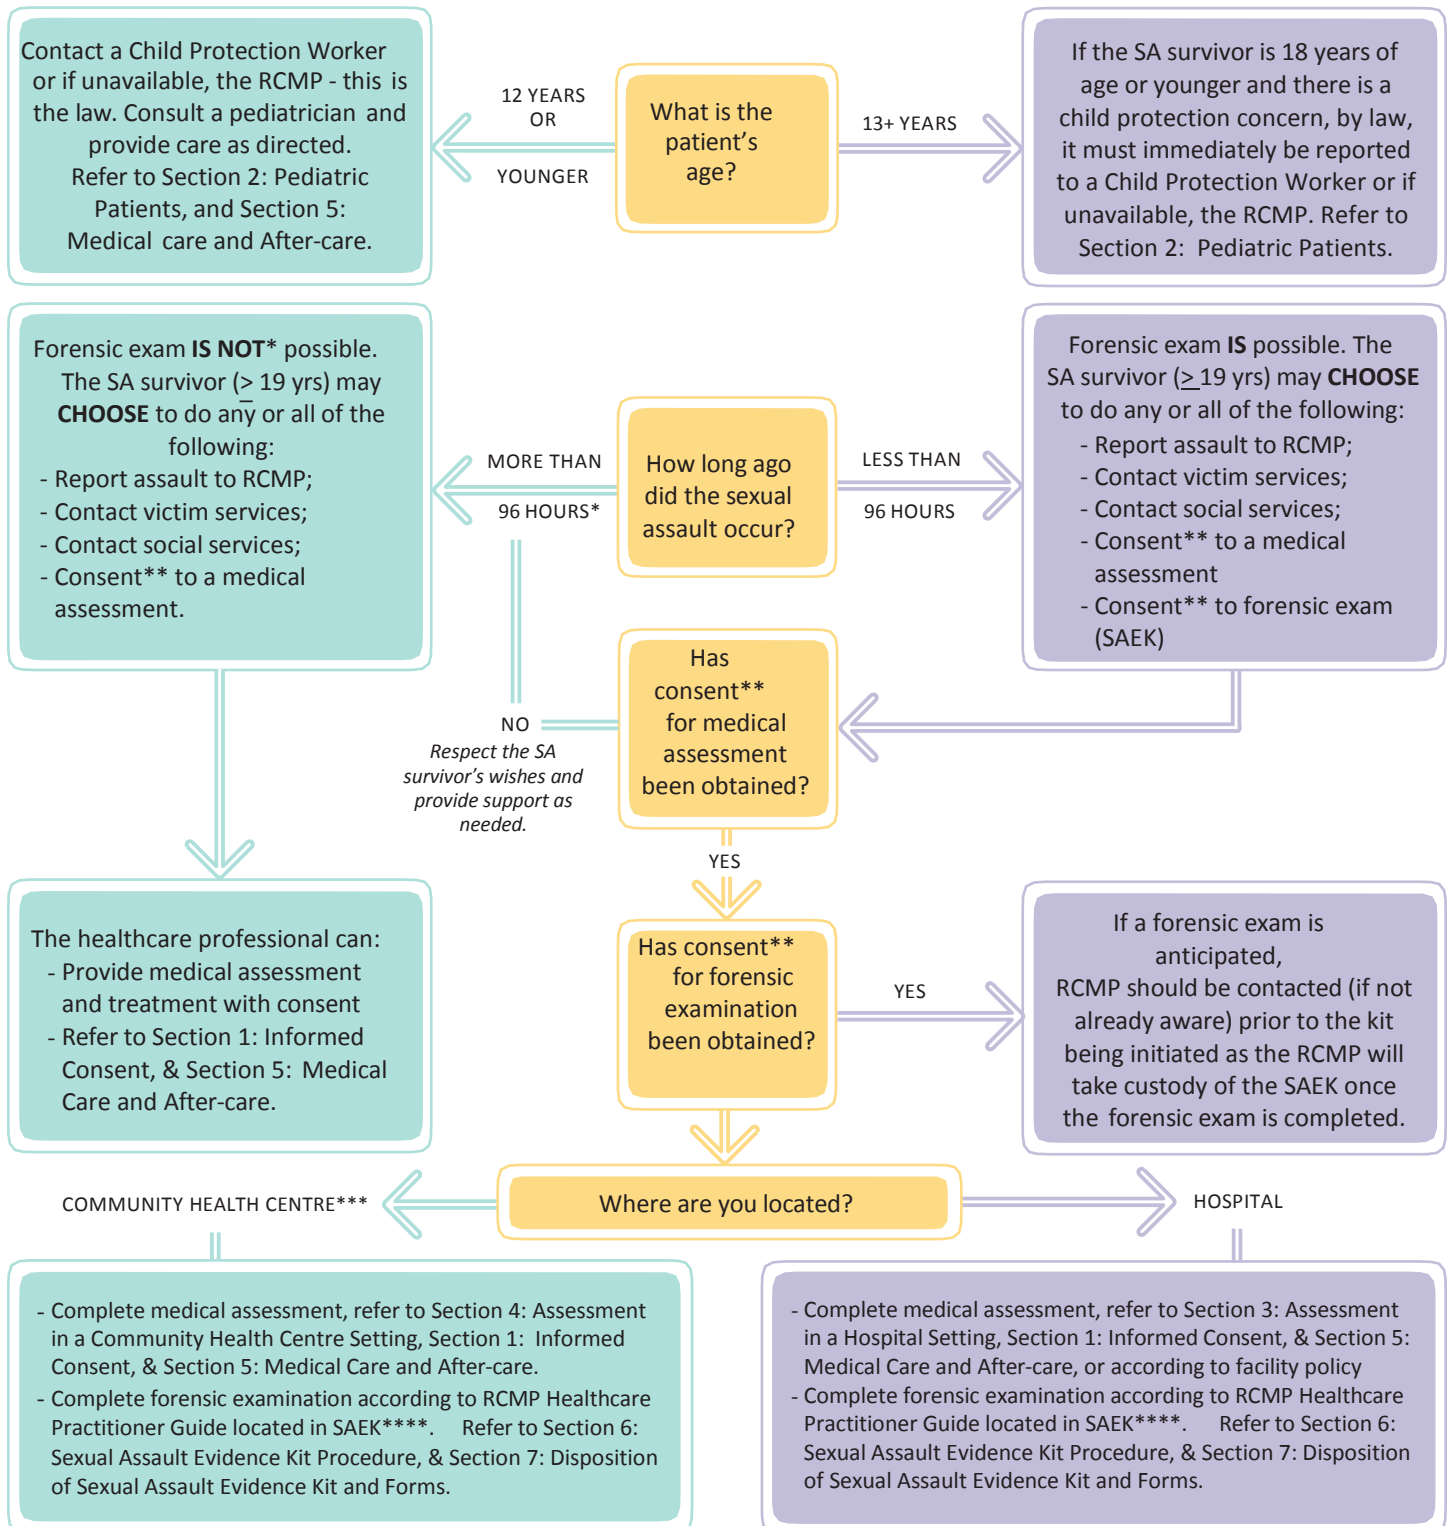 Contact a Child Protection Worker
or if unavailable, the RCMP - this is
the law. Consult a pediatrician and
provide care as directed.
Refer to Section 2: Pediatric
Patients, and Section 5:
Medical care and After-care.
12 YEARS
OR
YOUNGER
What is the
patient's
age?
13+ YEARS
If the SA survivor is 18 years of
age or younger and there is a
child protection concern, by law,
it must immediately be reported
to a Child Protection Worker or if
unavailable, the RCMP. Refer to
Section 2: Pediatric Patients.
Forensic exam IS NOT* possible.
The SA survivor (≥ 19 yrs) may
CHOOSE to do any or all of the
following:
- Report assault to RCMP;
- Contact victim services;
- Contact social services;
- Consent** to a medical
assessment.
MORE THAN
96 HOURS*
How long ago
did the sexual
assault occur?
LESS THAN
96 HOURS
Forensic exam IS possible. The
SA survivor (≥ 19 yrs) may CHOOSE
to do any or all of the following:
- Report assault to RCMP;
- Contact victim services;
- Contact social services;
- Consent** to a medical
assessment
- Consent** to forensic exam
(SAEK)
Has
consent**
for medical
assessment
been obtained?
NO
Respect the SA
survivor's wishes and
provide support as
needed.
YES
The healthcare professional can:
- Provide medical assessment
and treatment with consent
- Refer to Section 1: Informed
Consent, & Section 5: Medical
Care and After-care.
Has consent**
for forensic
examination
been obtained?
YES
If a forensic exam is
anticipated,
RCMP should be contacted (if not
already aware) prior to the kit
being initiated as the RCMP will
take custody of the SAEK once
the forensic exam is completed.
COMMUNITY HEALTH CENTRE***
Where are you located?
HOSPITAL
- Complete medical assessment, refer to Section 4: Assessment
in a Community Health Centre Setting, Section 1: Informed
Consent, & Section 5: Medical Care and After-care.
- Complete forensic examination according to RCMP Healthcare
Practitioner Guide located in SAEK****. Refer to Section 6:
Sexual Assault Evidence Kit Procedure, & Section 7: Disposition
of Sexual Assault Evidence Kit and Forms.
- Complete medical assessment, refer to Section 3: Assessment
in a Hospital Setting, Section 1: Informed Consent, & Section 5:
Medical Care and After-care, or according to facility policy
- Complete forensic examination according to RCMP Healthcare
Practitioner Guide located in SAEK****. Refer to Section 6:
Sexual Assault Evidence Kit Procedure, & Section 7: Disposition
of Sexual Assault Evidence Kit and Forms.